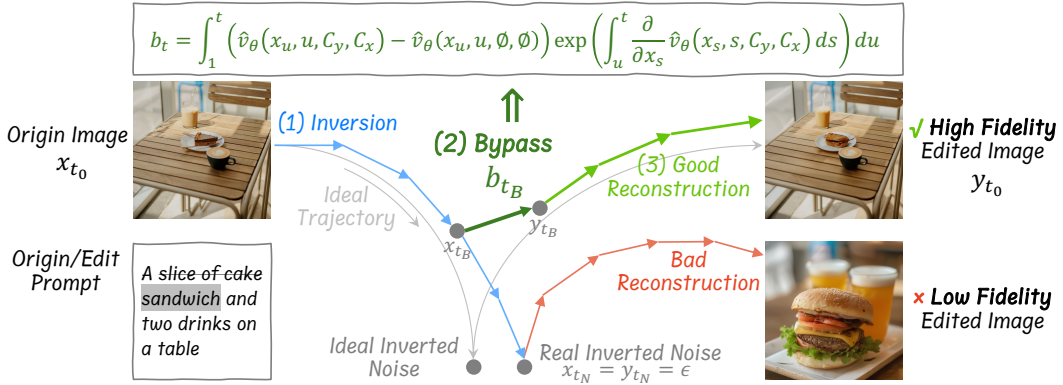 b_t = ∫_1^t ( v̂_θ(x_u, u, C_y, C_x) − v̂_θ(x_u, u, ∅, ∅) ) exp( ∫_u^t ∂/∂x_s v̂_θ(x_s, s, C_y, C_x) ds ) du
Origin Image
x_{t_0}
(1) Inversion
(2) Bypass
b_{t_B}
(3) Good
Reconstruction
Ideal
Trajectory
x_{t_B}
y_{t_B}
√ High Fidelity
Edited Image
y_{t_0}
Origin/Edit
Prompt
A slice of cake
sandwich and
two drinks on
a table
Bad
Reconstruction
× Low Fidelity
Edited Image
Ideal Inverted
Noise
Real Inverted Noise
x_{t_N} = y_{t_N} = ϵ